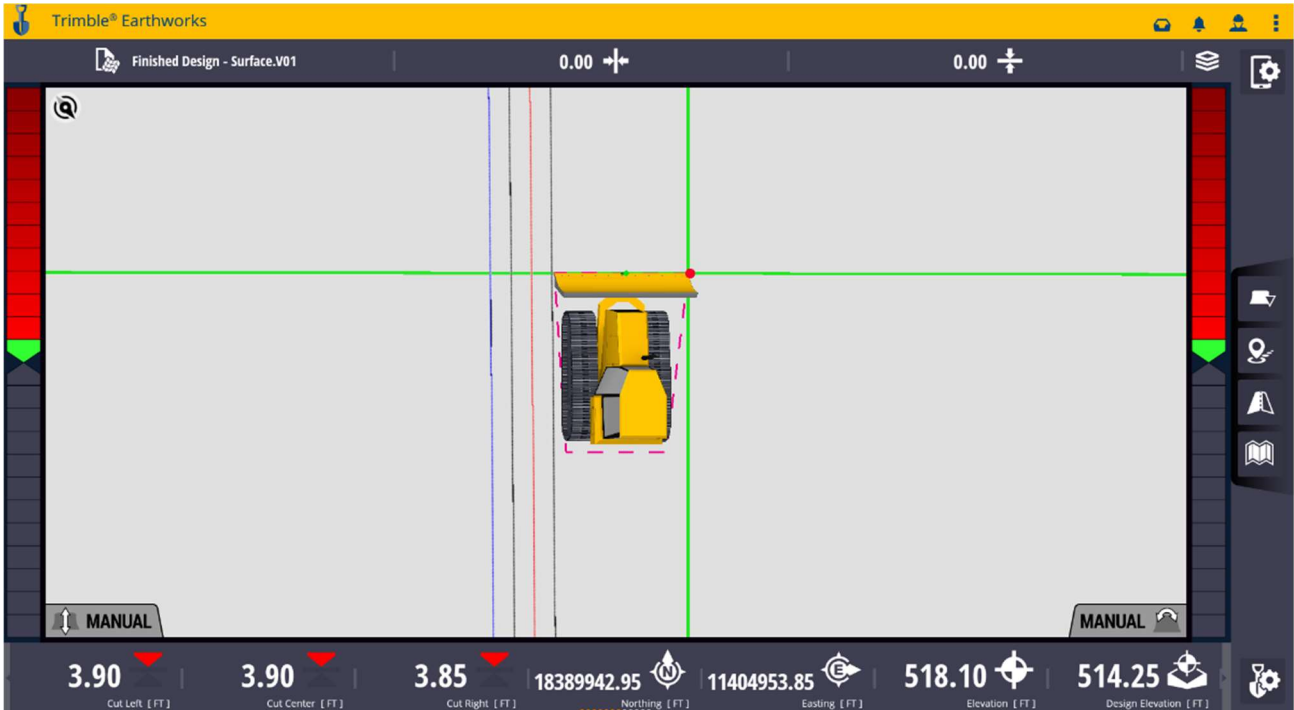 Trimble® Earthworks
Finished Design - Surface.V01
0.00
0.00
MANUAL
MANUAL
3.90
3.90
3.85
18389942.95
11404953.85
518.10
514.25
Cut Left [ FT ]
Cut Center [ FT ]
Cut Right [ FT ]
Northing [ FT ]
Easting [ FT ]
Elevation [ FT ]
Design Elevation [ FT ]